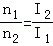 n₁/n₂ = I₂/I₁